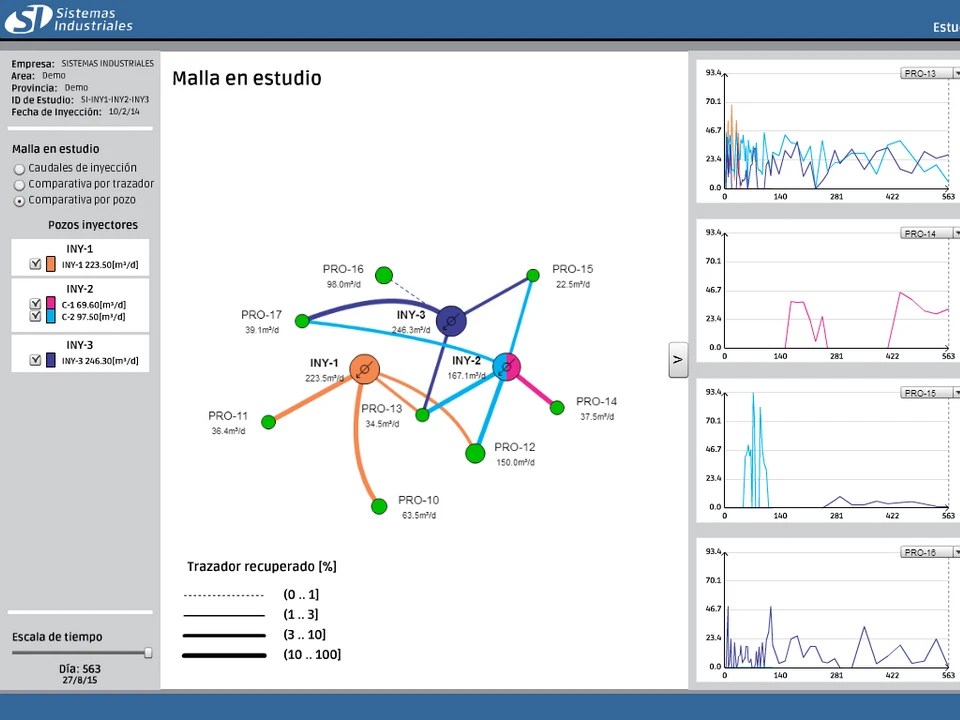 Sistemas
Industriales
Estu
Empresa: SISTEMAS INDUSTRIALES
Area: Demo
Provincia: Demo
ID de Estudio: SI-INY1-INY2-INY3
Fecha de Inyección: 10/2/14
Malla en estudio
Caudales de inyección
Comparativa por trazador
Comparativa por pozo
Pozos inyectores
INY-1
INY-1 223.50[m³/d]
INY-2
C-1 69.60[m³/d]
C-2 97.50[m³/d]
INY-3
INY-3 246.30[m³/d]
Escala de tiempo
Día: 563
27/8/15
Malla en estudio
PRO-16
98.0m³/d
PRO-15
22.5m³/d
PRO-17
39.1m³/d
INY-3
246.3m³/d
INY-1
223.5m³/d
INY-2
167.1m³/d
PRO-11
36.4m³/d
PRO-13
34.5m³/d
PRO-14
37.5m³/d
PRO-12
150.0m³/d
PRO-10
63.5m³/d
Trazador recuperado [%]
(0 .. 1]
(1 .. 3]
(3 .. 10]
(10 .. 100]
>
PRO-13
93.4
70.1
46.7
23.4
0.0
0 140 281 422 563
PRO-14
93.4
70.1
46.7
23.4
0.0
0 140 281 422 563
PRO-15
93.4
70.1
46.7
23.4
0.0
0 140 281 422 563
PRO-16
93.4
70.1
46.7
23.4
0.0
0 140 281 422 563